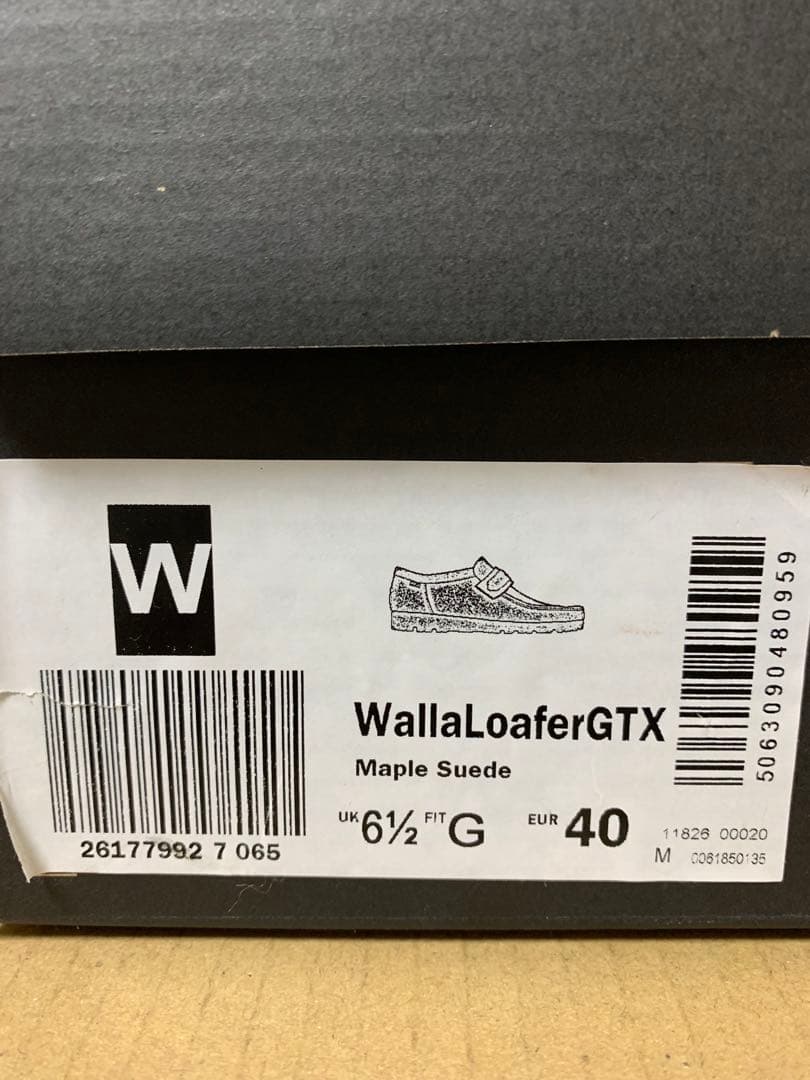 W
26177992 7 065
WallaLoaferGTX
Maple Suede
UK 6½ FIT G EUR 40
5063090480959
11826 00020
M 0061850135